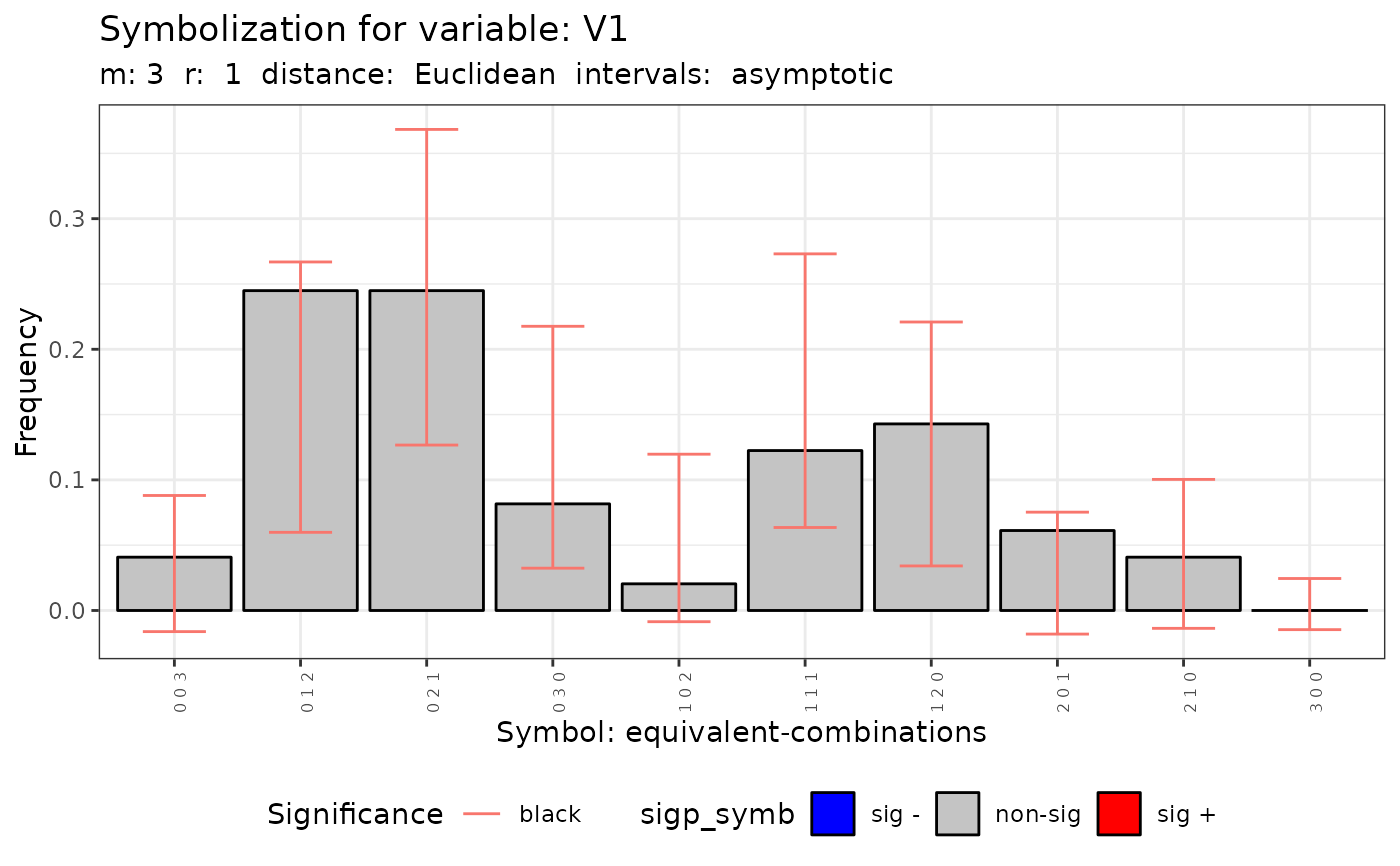 Symbolization for variable: V1
m: 3  r:  1  distance:  Euclidean  intervals:  asymptotic
Frequency
0.3
0.2
0.1
0.0
0 0 3
0 1 2
0 2 1
0 3 0
1 0 2
1 1 1
1 2 0
2 0 1
2 1 0
3 0 0
Symbol: equivalent-combinations
Significance black sigp_symb sig - non-sig sig +